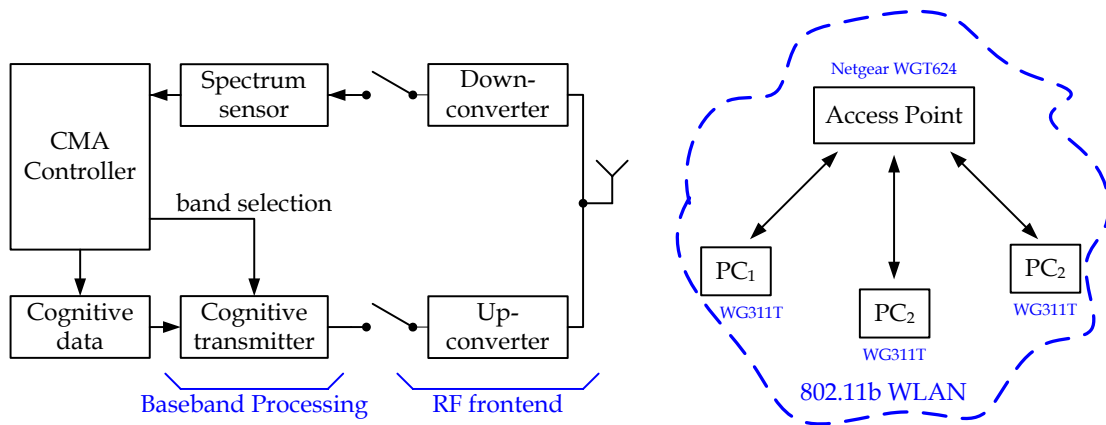 CMA
Controller
Spectrum
sensor
Down-
converter
band selection
Cognitive
data
Cognitive
transmitter
Up-
converter
Baseband Processing
RF frontend
Netgear WGT624
Access Point
PC1
WG311T
PC2
WG311T
PC2
WG311T
802.11b WLAN